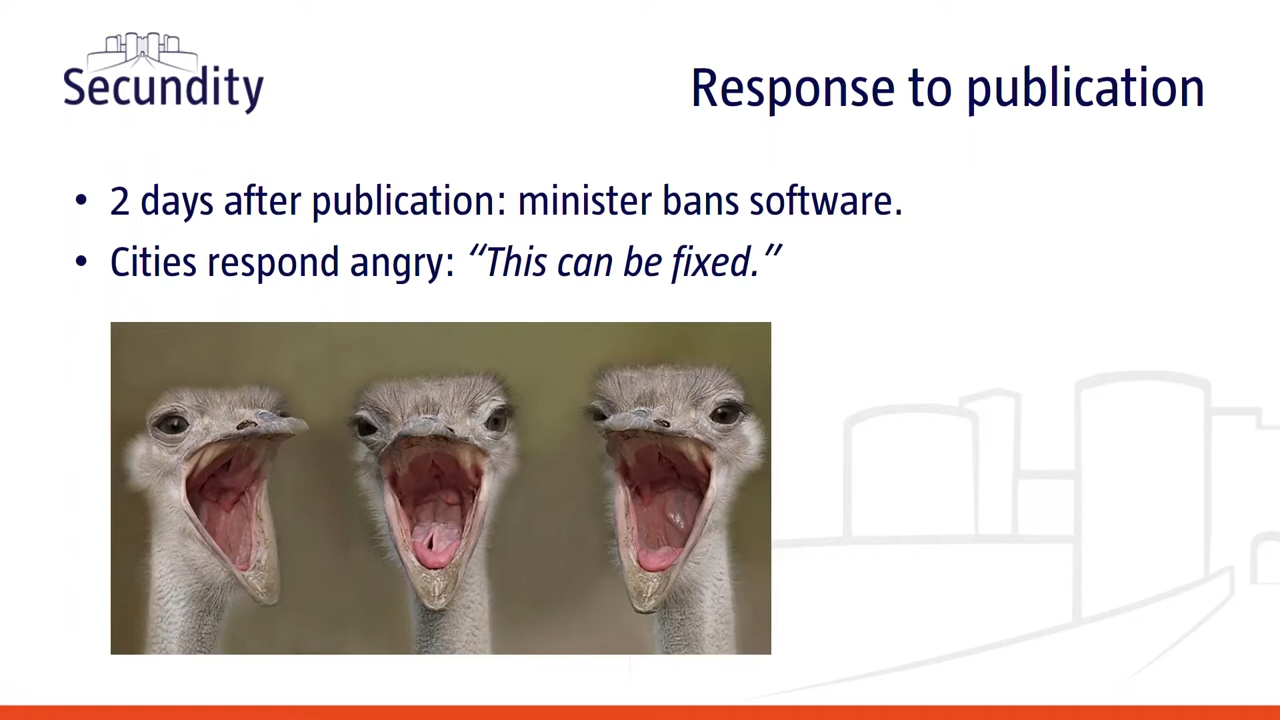 Secundity
Response to publication
• 2 days after publication: minister bans software.
• Cities respond angry: “This can be fixed.”